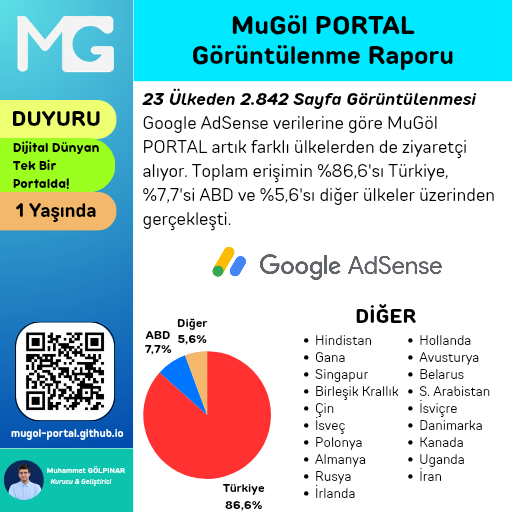 MG
MuGöl PORTAL
Görüntülenme Raporu
DUYURU
Dijital Dünyan
Tek Bir
Portalda!
1 Yaşında
23 Ülkeden 2.842 Sayfa Görüntülenmesi
Google AdSense verilerine göre MuGöl
PORTAL artık farklı ülkelerden de ziyaretçi
alıyor. Toplam erişimin %86,6'sı Türkiye,
%7,7'si ABD ve %5,6'sı diğer ülkeler üzerinden
gerçekleşti.
Google AdSense
Diğer
5,6%
ABD
7,7%
Türkiye
86,6%
DİĞER
• Hindistan
• Gana
• Singapur
• Birleşik Krallık
• Çin
• İsveç
• Polonya
• Almanya
• Rusya
• İrlanda
• Hollanda
• Avusturya
• Belarus
• S. Arabistan
• İsviçre
• Danimarka
• Kanada
• Uganda
• İran
mugol-portal.github.io
Muhammet GÖLPINAR
Kurucu & Geliştirici